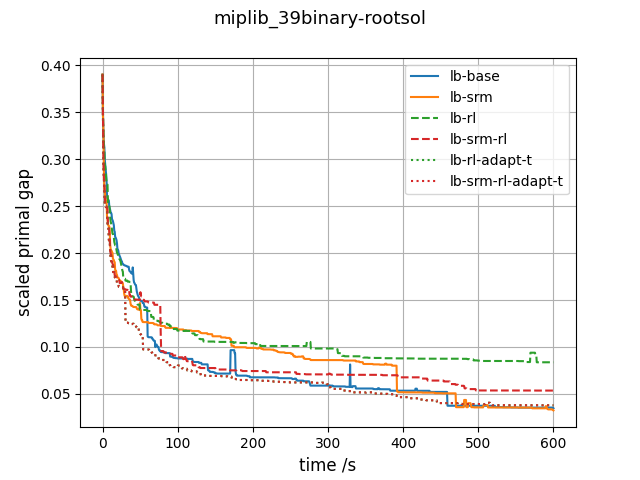 miplib_39binary-rootsol
scaled primal gap
0.40
0.35
0.30
0.25
0.20
0.15
0.10
0.05
lb-base
lb-srm
lb-rl
lb-srm-rl
lb-rl-adapt-t
lb-srm-rl-adapt-t
0 100 200 300 400 500 600
time /s